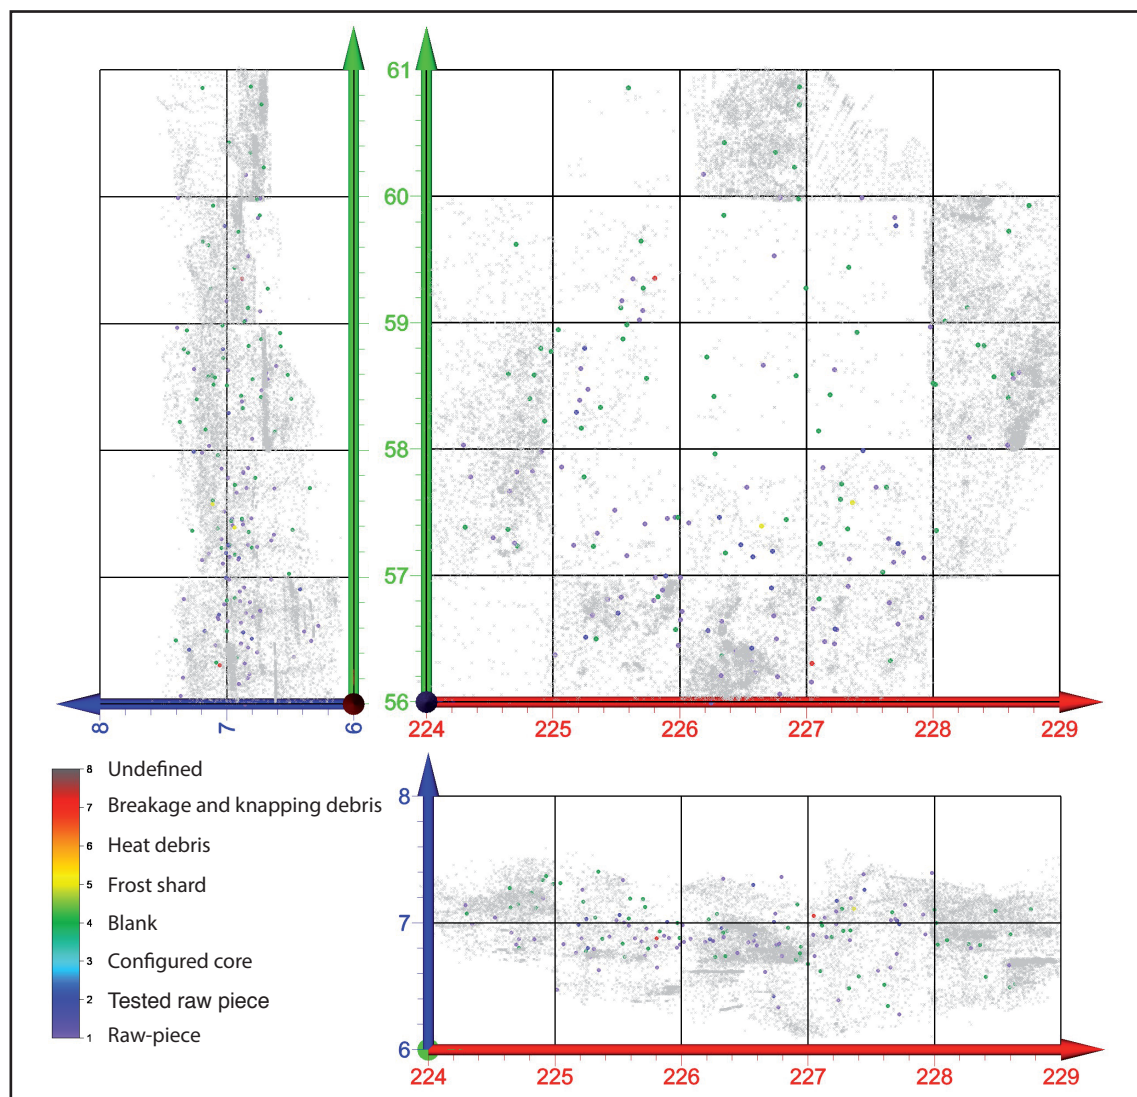 61
60
59
58
57
56
8 7 6
224 225 226 227 228 229
8 Undefined
7 Breakage and knapping debris
6 Heat debris
5 Frost shard
4 Blank
3 Configured core
2 Tested raw piece
1 Raw-piece
8
7
6
224 225 226 227 228 229